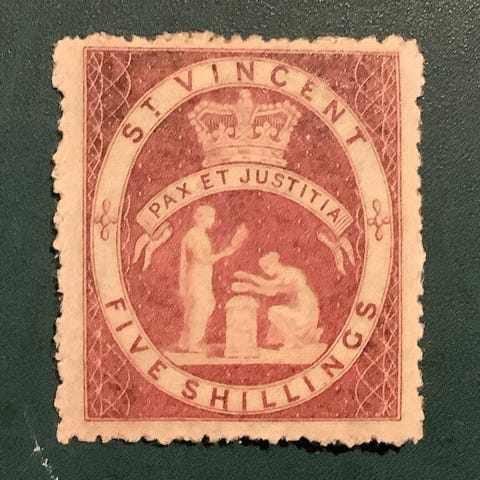 ST VINCENT
PAX ET JUSTITIA
FIVE SHILLINGS